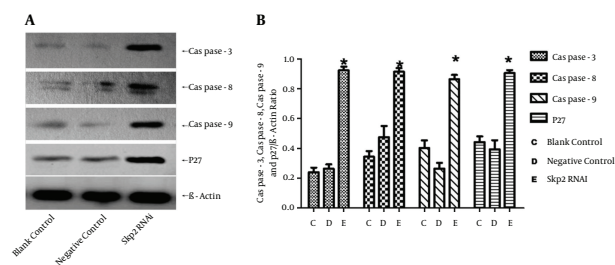 A
Cas pase - 3
Cas pase - 8
Cas pase - 9
P27
ß - Actin
Blank Control
Negative Control
Skp2 RNAi
B
Cas pase - 3, Cas pase - 8, Cas pase - 9
and p27/ß - Actin Ratio
1.0
0.8
0.6
0.4
0.2
0.0
* * * *
C D E C D E C D E C D E
Cas pase - 3
Cas pase - 8
Cas pase - 9
P27
C Blank Control
D Negative Control
E Skp2 RNAI